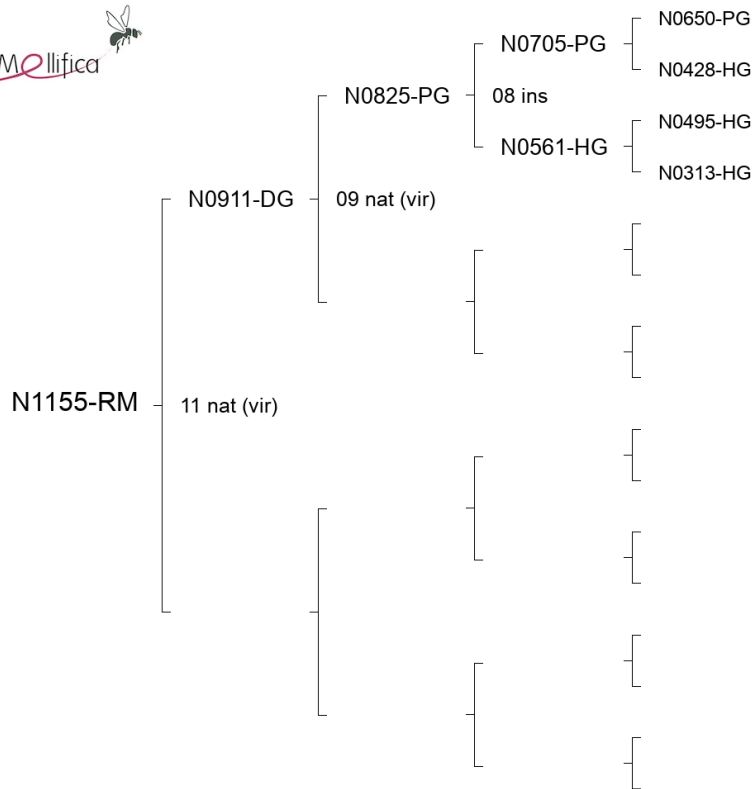 Mellifica
N0650-PG
N0705-PG
N0428-HG
N0825-PG
08 ins
N0495-HG
N0561-HG
N0313-HG
N0911-DG
09 nat (vir)
N1155-RM
11 nat (vir)